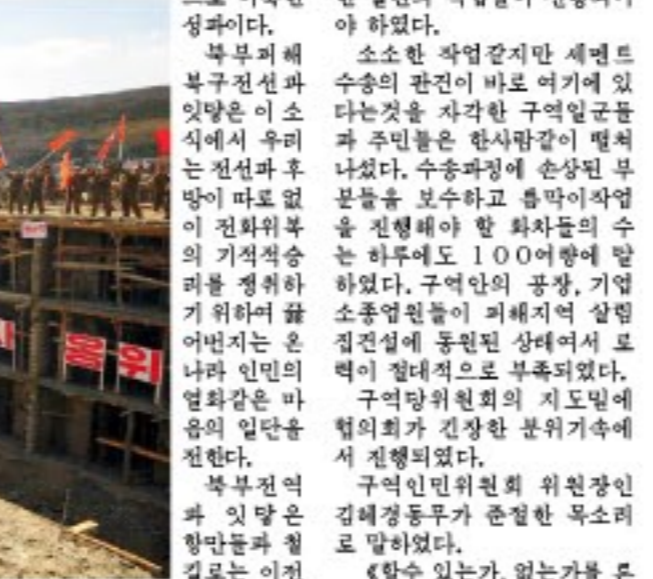 성과이다.
북부피해
복구전선과
잇닿은 이 소
식에서 우리
는 전선과 후
방이 따로없
이 전화위복
의 기적적승
리를 쟁취하
기 위하여 끓
어번지는 온
나라 인민의
열화같은 마
음의 일단을
전한다.
북부전역
과 잇닿은
항만들과 철
길로는 이전
야 하였다.
소소한 작업같지만 세멘트
수송의 관건이 바로 여기에 있
다는것을 자각한 구역일군들
과 주민들은 한사람같이 떨쳐
나섰다. 수송과정에 손상된 부
분들을 보수하고 틈막이작업
을 진행해야 할 화차들의 수
는 하루에도 100여량에 달
하였다. 구역안의 공장, 기업
소종업원들이 피해지역 살림
집건설에 동원된 상태여서 로
력이 절대적으로 부족되였다.
구역당위원회의 지도밑에
협의회가 긴장한 분위기속에
서 진행되였다.
구역인민위원회 위원장인
김혜경동무가 준절한 목소리
로 말하였다.
《할수 있는가 없는가를 론
을 위